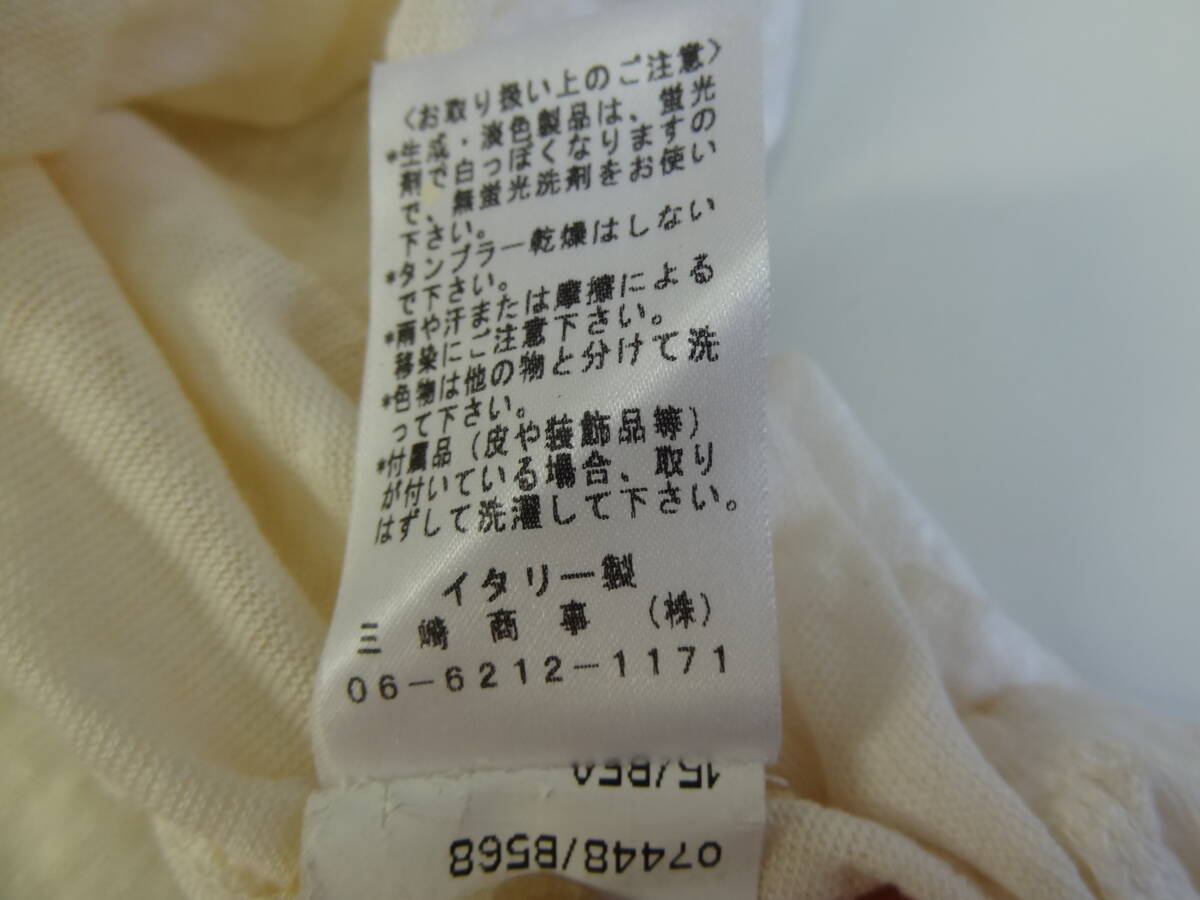 〈お取り扱い上のご注意〉
*生成・淡色製品は、蛍光
剤で白っぽくなりますの
で、無蛍光洗剤をお使い
下さい。
*タンブラー乾燥はしない
で下さい。
*雨や汗または摩擦による
移染にご注意下さい。
*色物は他の物と分けて洗
って下さい。
*付属品(皮や装飾品等)
が付いている場合、取り
はずして洗濯して下さい。
イタリー製
三崎商事(株)
06-6212-1171
07448/B568